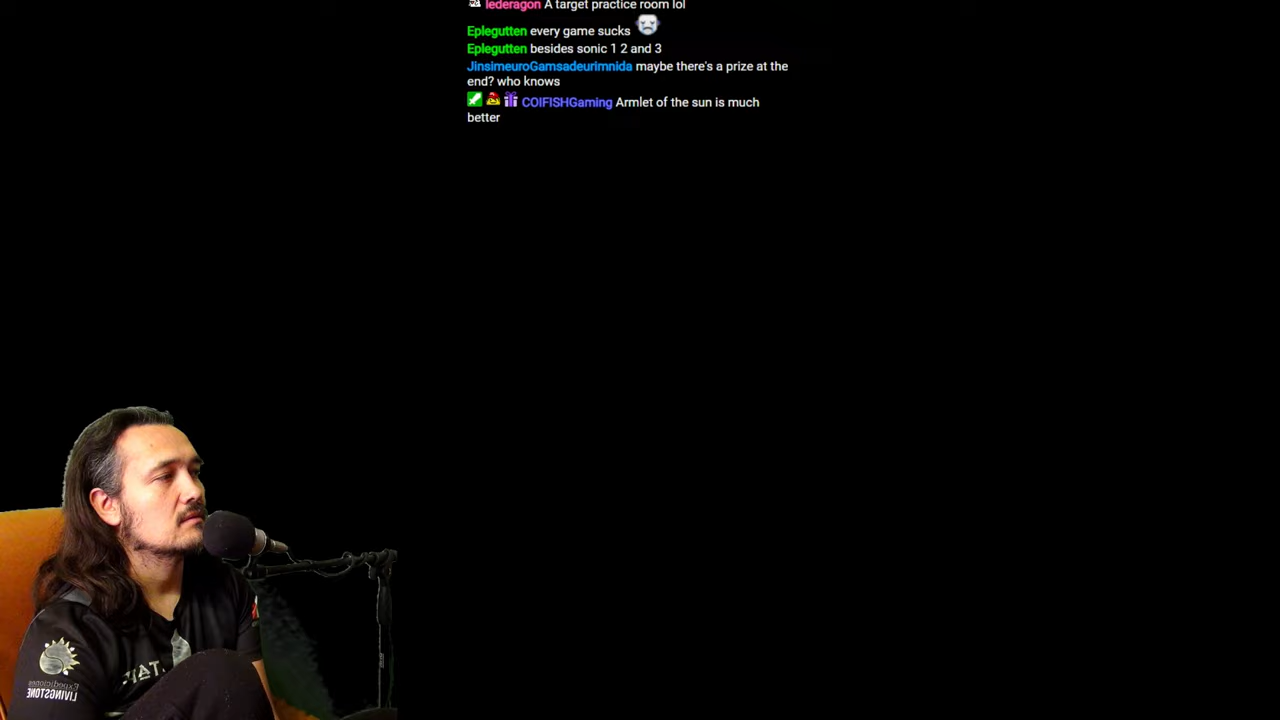 lederagon A target practice room lol
Eplegutten every game sucks
Eplegutten besides sonic 1 2 and 3
JinsimeuroGamsadeurimnida maybe there's a prize at the
end? who knows
COIFISHGaming Armlet of the sun is much
better
Expediciones
LIVINGSTONE